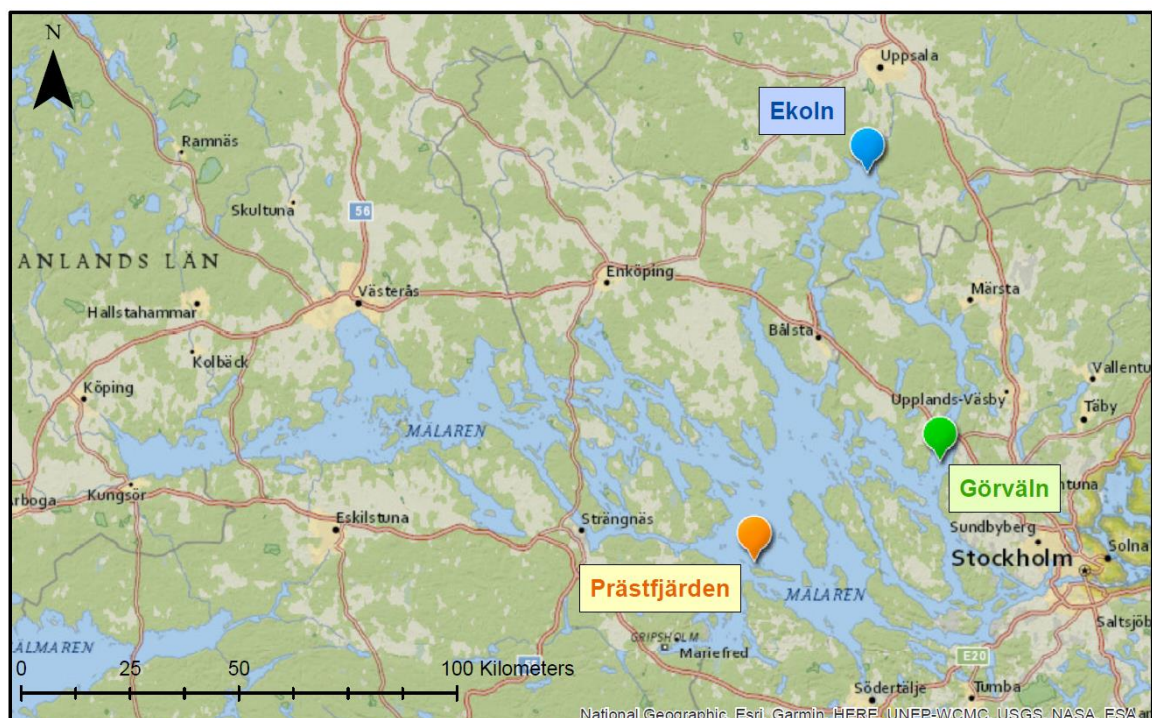 N
Uppsala
Ekoln
Ramnäs
Skultuna
56
ANLANDS LÄN
Enköping
Västerås
Märsta
Hallstahammar
Bålsta
Kolbäck
Vallentu
Köping
Upplands-Väsby
Täby
MÄLAREN
Görväln
Arboga
Kungsör
ntuna
Eskilstuna
Strängnäs
Sundbyberg
Solna
Stockholm
Prästfjärden
MÄLAREN
Saltsjöb
ÄLMAREN
GRIPSHOLM
Mariefred
E20
0 25 50 100 Kilometers
Södertälje
Tumba
National Geographic, Esri, Garmin, HERE, UNEP-WCMC, USGS, NASA, ESA